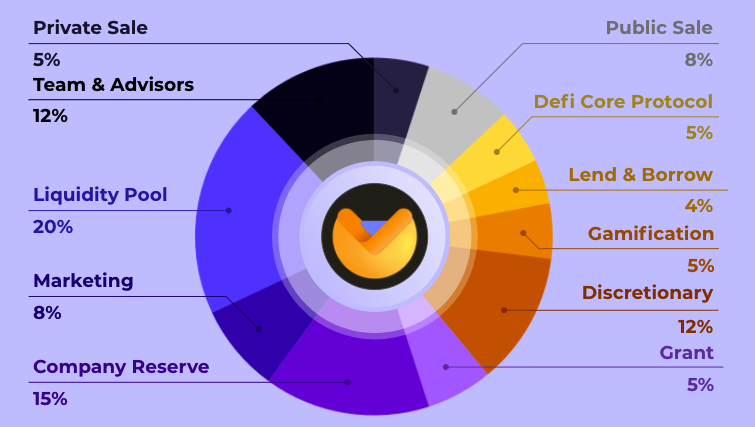 Private Sale
5%
Team & Advisors
12%
Liquidity Pool
20%
Marketing
8%
Company Reserve
15%
Public Sale
8%
Defi Core Protocol
5%
Lend & Borrow
4%
Gamification
5%
Discretionary
12%
Grant
5%